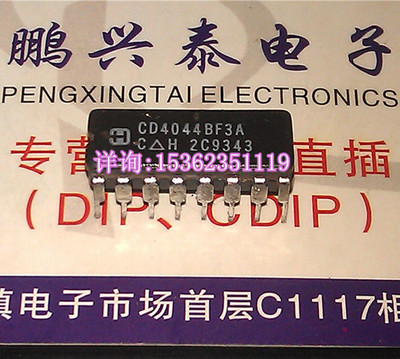 鹏兴泰电子
PENGXINGTAI ELECTRONICS
H CD4044BF3A
C△H 2C9343
专营 直插
详询:15362351119
(DIP、CDIP)
真电子市场首层C1117柜